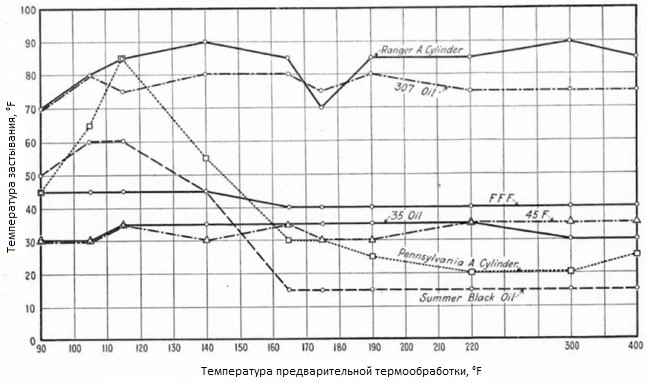 100
90
80
70
60
50
40
30
20
10
0
Температура застывания, °F
Ranger A Cylinder
307 Oil
FFF
35 Oil
45 F
Pennsylvania A Cylinder
Summer Black Oil
90 100 110 120 130 140 150 160 170 180 190 200 210 220 300 400
Температура предварительной термообработки, °F